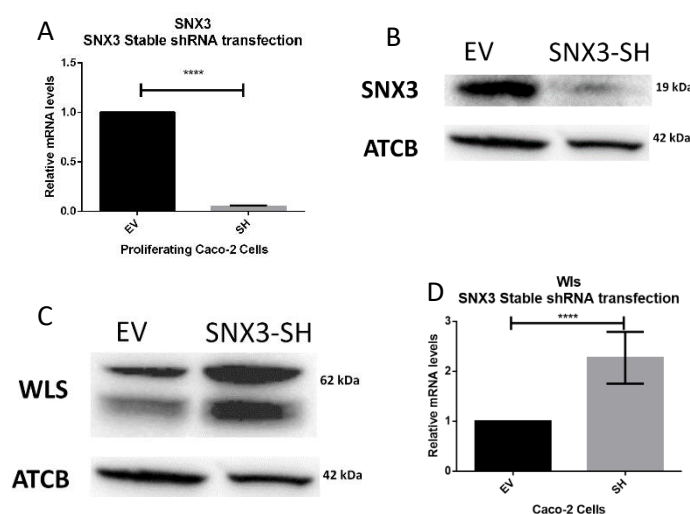 A
SNX3
SNX3 Stable shRNA transfection
****
Relative mRNA levels
1.5
1.0
0.5
0.0
EV
SH
Proliferating Caco-2 Cells
B
EV
SNX3-SH
SNX3
19 kDa
ATCB
42 kDa
C
EV
SNX3-SH
WLS
62 kDa
ATCB
42 kDa
D
Wls
SNX3 Stable shRNA transfection
****
Relative mRNA levels
3
2
1
0
EV
SH
Caco-2 Cells